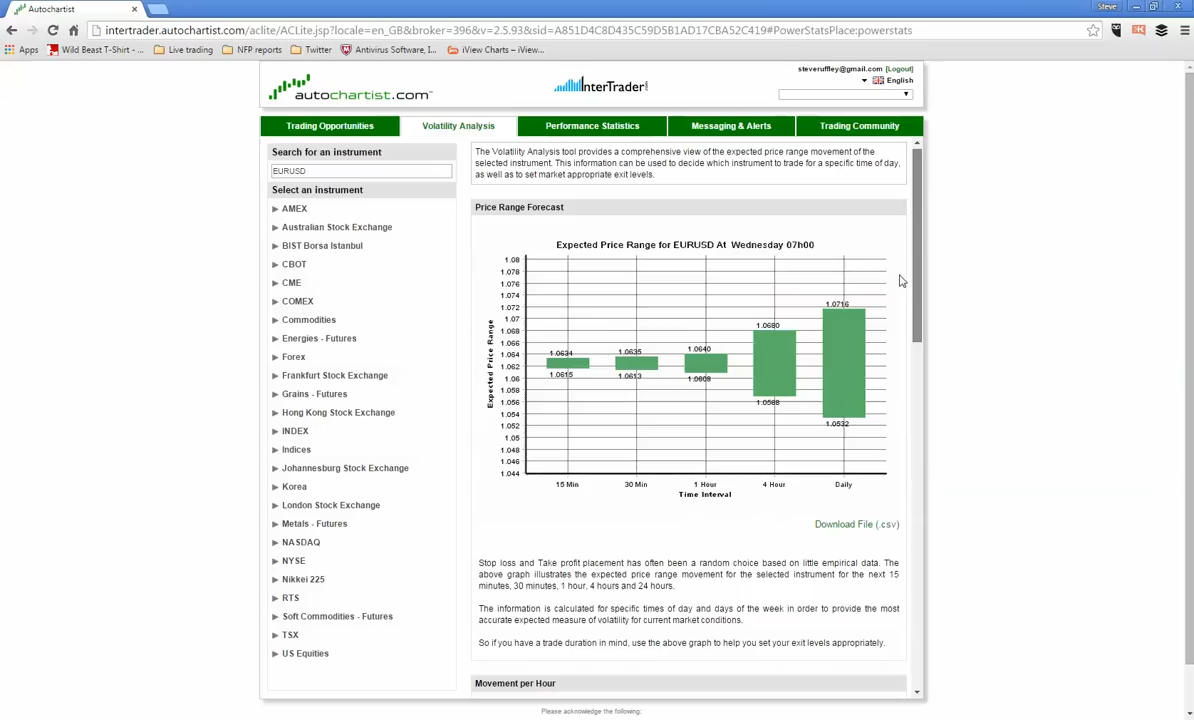 Autochartist
Steve
intertrader.autochartist.com/aclite/ACLite.jsp?locale=en_GB&broker=396&v=2.5.93&sid=A851D4C8D435C59D5B1AD17CBA52C419#PowerStatsPlace:powerstats
Apps Wild Beast T-Shirt - ... Live trading NFP reports Twitter Antivirus Software, I... iView Charts – iView...
steveruffley@gmail.com [Logout]
English
autochartist.com
InterTrader
Trading Opportunities Volatility Analysis Performance Statistics Messaging & Alerts Trading Community
Search for an instrument
EURUSD
Select an instrument
AMEX
Australian Stock Exchange
BIST Borsa Istanbul
CBOT
CME
COMEX
Commodities
Energies - Futures
Forex
Frankfurt Stock Exchange
Grains - Futures
Hong Kong Stock Exchange
INDEX
Indices
Johannesburg Stock Exchange
Korea
London Stock Exchange
Metals - Futures
NASDAQ
NYSE
Nikkei 225
RTS
Soft Commodities - Futures
TSX
US Equities
The Volatility Analysis tool provides a comprehensive view of the expected price range movement of the
selected instrument. This information can be used to decide which instrument to trade for a specific time of day,
as well as to set market appropriate exit levels.
Price Range Forecast
Expected Price Range for EURUSD At Wednesday 07h00
Expected Price Range
1.08
1.078
1.076
1.074
1.072
1.07
1.068
1.066
1.064
1.062
1.06
1.058
1.056
1.054
1.052
1.05
1.048
1.046
1.044
1.0634 1.0635 1.0640 1.0680 1.0716
1.0615 1.0613 1.0608 1.0568 1.0532
15 Min 30 Min 1 Hour 4 Hour Daily
Time Interval
Download File (.csv)
Stop loss and Take profit placement has often been a random choice based on little empirical data. The
above graph illustrates the expected price range movement for the selected instrument for the next 15
minutes, 30 minutes, 1 hour, 4 hours and 24 hours.
The information is calculated for specific times of day and days of the week in order to provide the most
accurate expected measure of volatility for current market conditions.
So if you have a trade duration in mind, use the above graph to help you set your exit levels appropriately.
Movement per Hour
Please acknowledge the following: